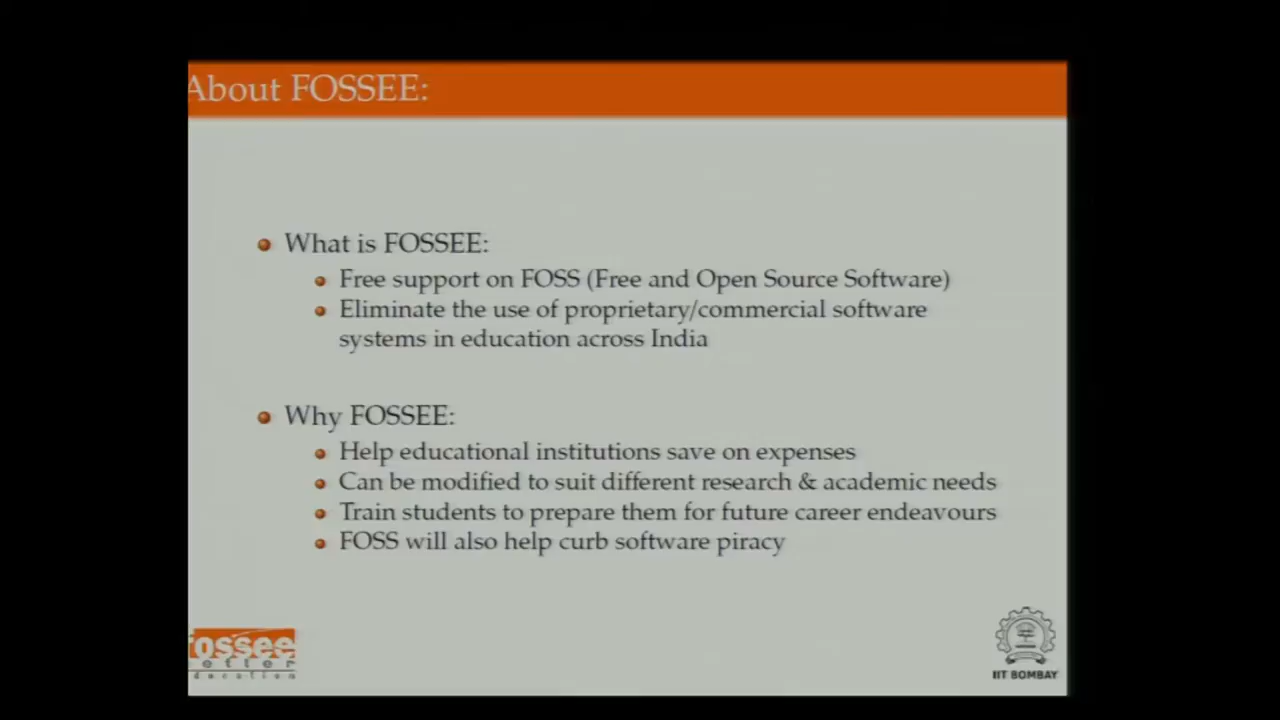 About FOSSEE:
What is FOSSEE:
Free support on FOSS (Free and Open Source Software)
Eliminate the use of proprietary/commercial software
systems in education across India
Why FOSSEE:
Help educational institutions save on expenses
Can be modified to suit different research & academic needs
Train students to prepare them for future career endeavours
FOSS will also help curb software piracy
fossee
IIT BOMBAY